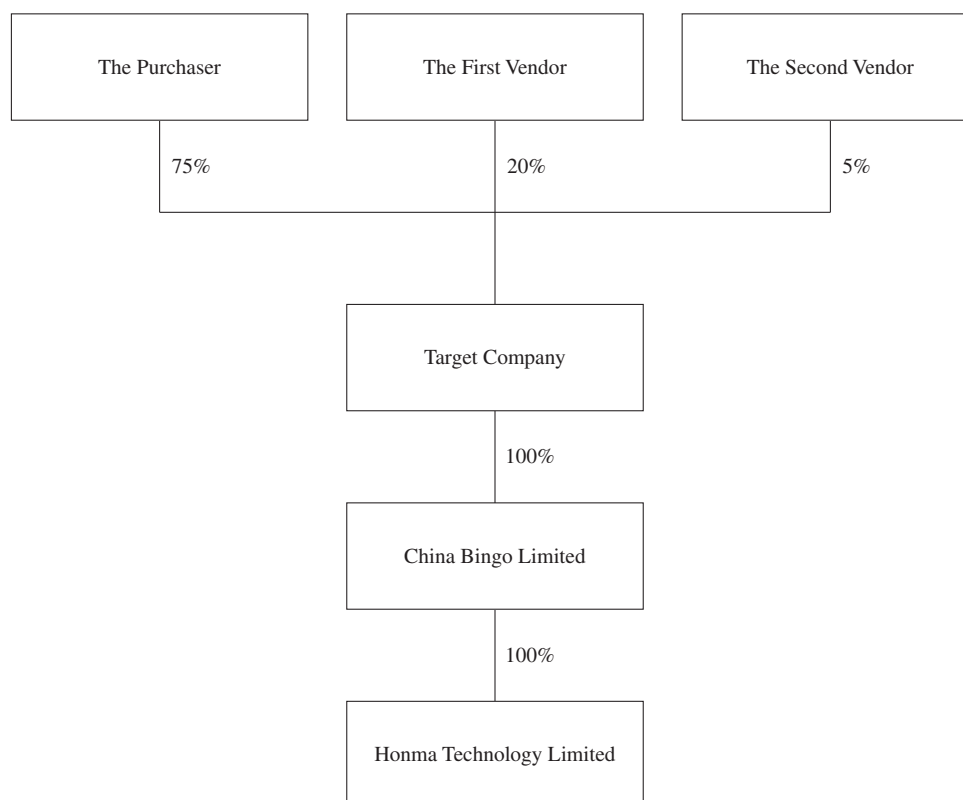 The Purchaser
The First Vendor
The Second Vendor
75%
20%
5%
Target Company
100%
China Bingo Limited
100%
Honma Technology Limited